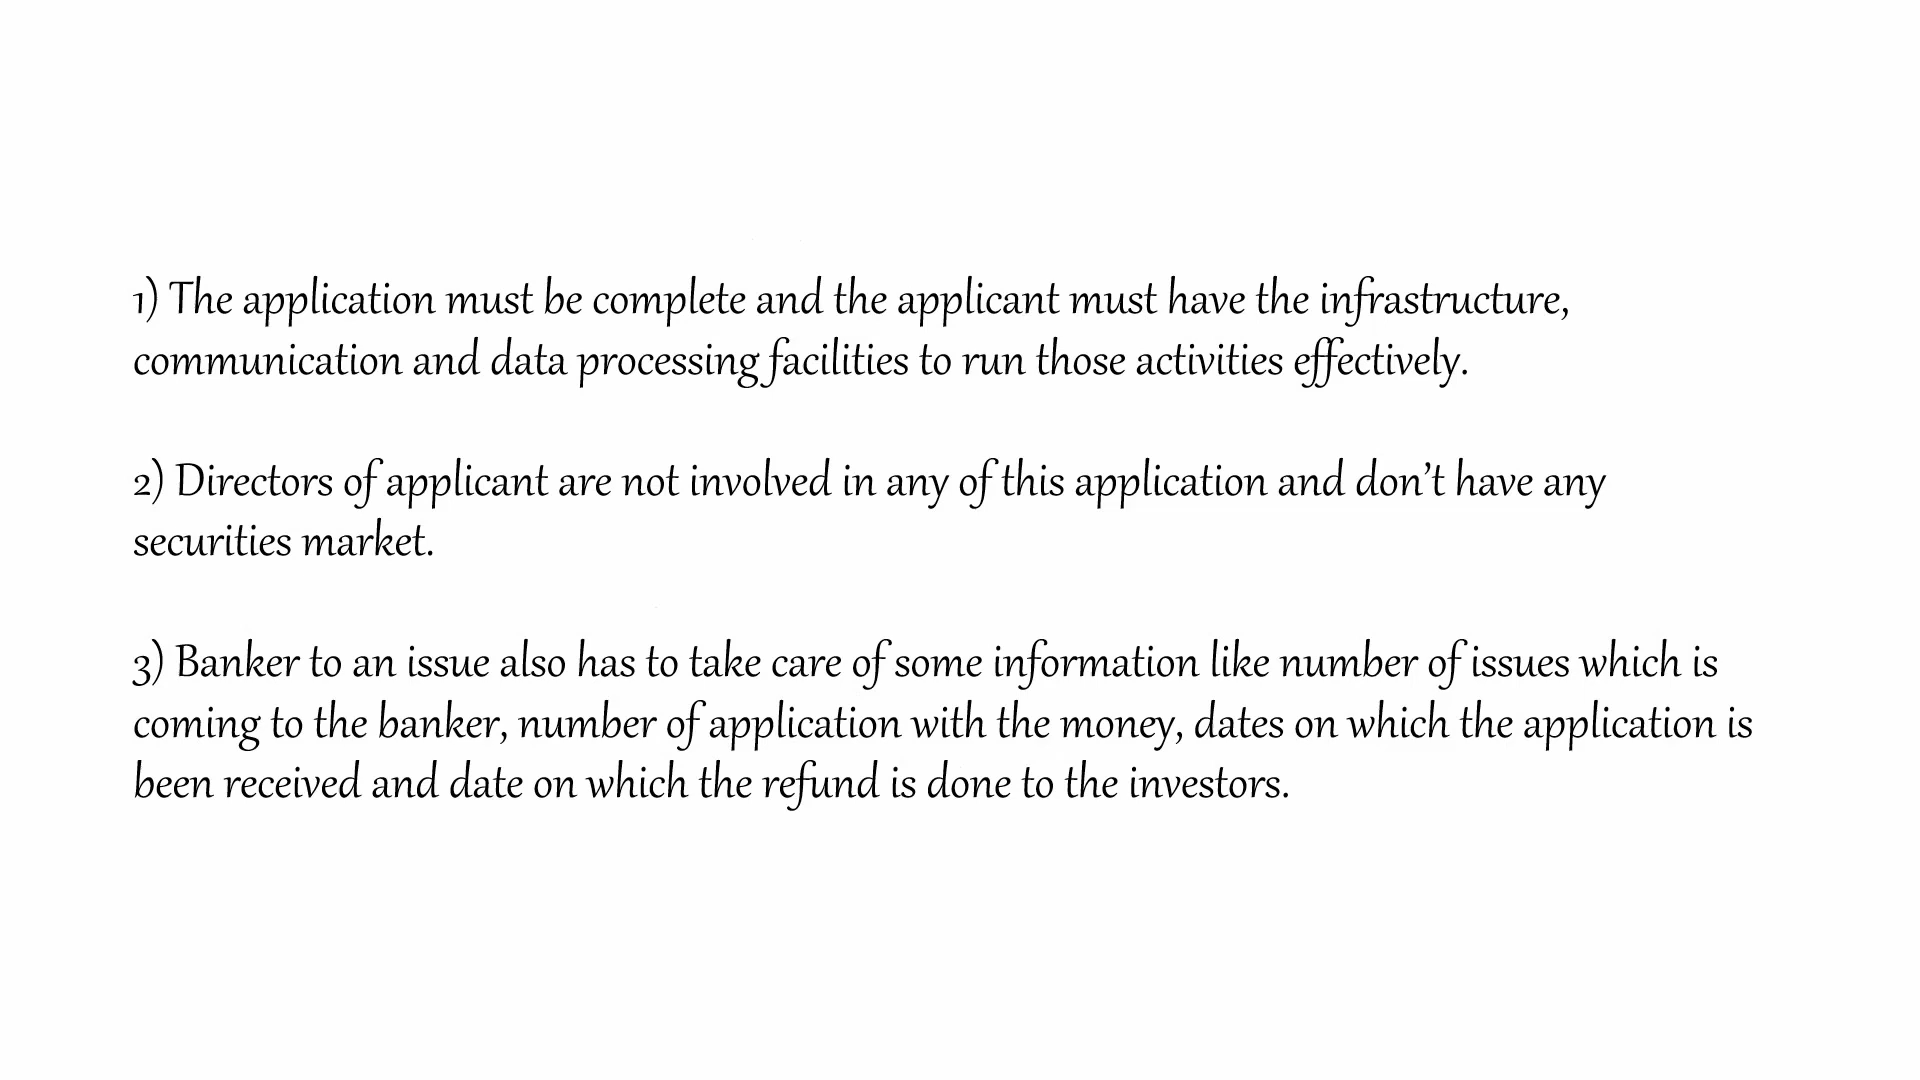 1) The application must be complete and the applicant must have the infrastructure,
communication and data processing facilities to run those activities effectively.
2) Directors of applicant are not involved in any of this application and don't have any
securities market.
3) Banker to an issue also has to take care of some information like number of issues which is
coming to the banker, number of application with the money, dates on which the application is
been received and date on which the refund is done to the investors.